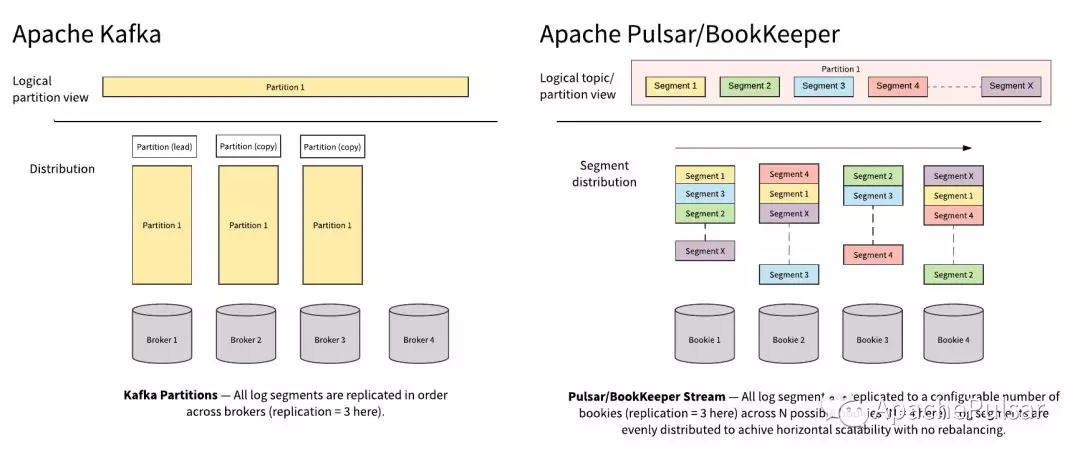 Apache Kafka
Logical
partition view
Partition 1
Distribution
Partition (lead)
Partition (copy)
Partition (copy)
Partition 1
Partition 1
Partition 1
Broker 1
Broker 2
Broker 3
Broker 4
Kafka Partitions — All log segments are replicated in order
across brokers (replication = 3 here).
Apache Pulsar/BookKeeper
Logical topic/
partition view
Partition 1
Segment 1
Segment 2
Segment 3
Segment 4
Segment X
Segment
distribution
Segment 1
Segment 3
Segment 2
Segment X
Segment 4
Segment 1
Segment X
Segment 3
Segment 2
Segment 3
Segment 4
Segment X
Segment 1
Segment 4
Segment 2
Bookie 1
Bookie 2
Bookie 3
Bookie 4
Pulsar/BookKeeper Stream — All log segment replicated to a configurable number of
bookies (replication = 3 here) across N segments are
evenly distributed to achive horizontal scalability with no rebalancing.
ApachePulsar